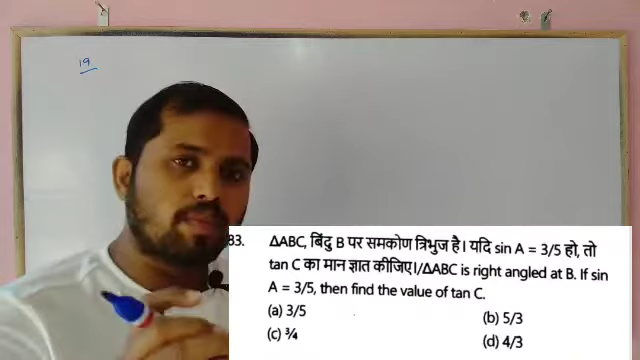 19
83. ΔABC, बिंदु B पर समकोण त्रिभुज है। यदि sin A = 3/5 हो, तो
tan C का मान ज्ञात कीजिए।/ΔABC is right angled at B. If sin
A = 3/5, then find the value of tan C.
(a) 3/5 (b) 5/3
(c) ¾ (d) 4/3